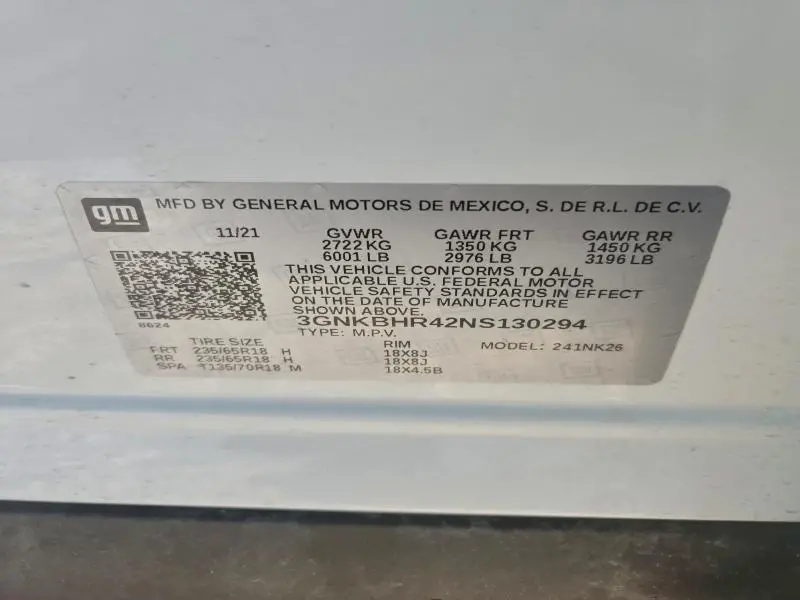 gm MFD BY GENERAL MOTORS DE MEXICO, S. DE R.L. DE C.V.
11/21 GVWR GAWR FRT GAWR RR
2722 KG 1350 KG 1450 KG
6001 LB 2976 LB 3196 LB
THIS VEHICLE CONFORMS TO ALL
APPLICABLE U.S. FEDERAL MOTOR
VEHICLE SAFETY STANDARDS IN EFFECT
ON THE DATE OF MANUFACTURE
SHOWN ABOVE.
8624 3GNKBHR42NS130294
TYPE: M.P.V. MODEL: 241NK26
TIRE SIZE RIM
FRT 235/65R18 H 18X8J
RR 235/65R18 H 18X8J
SPA T135/70R18 M 18X4.5B